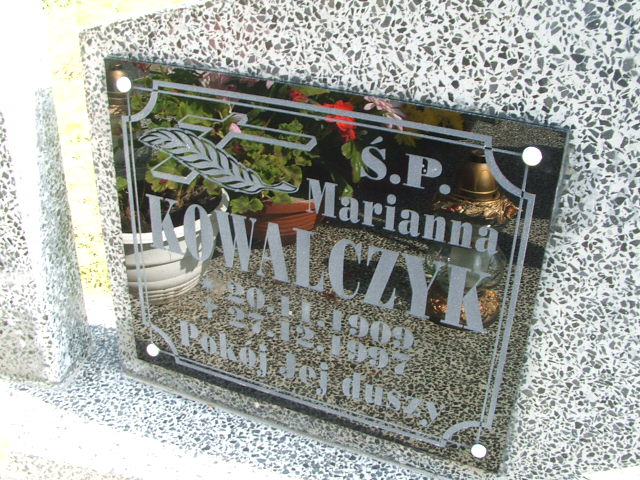 Ś.P.
Marianna
KOWALCZYK
* 20.11.1909
+ 27.12.1997
Pokój Jej duszy